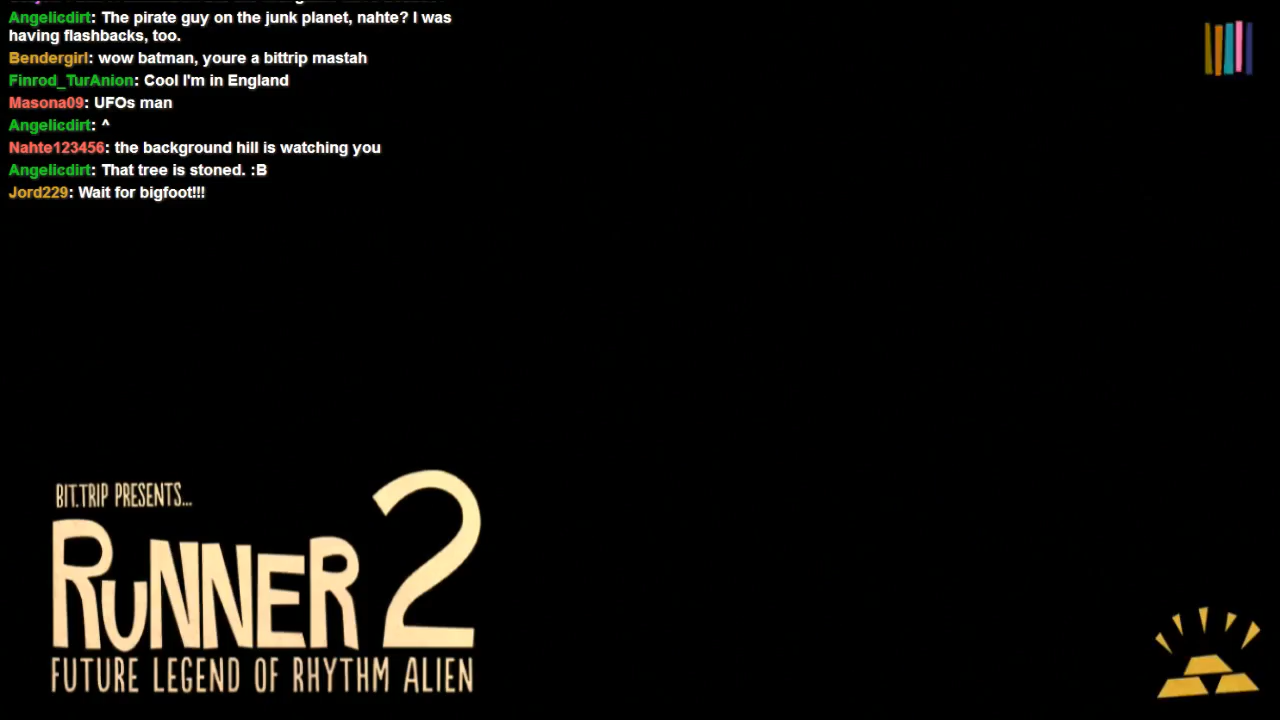 Angelicdirt: The pirate guy on the junk planet, nahte? I was
having flashbacks, too.
Bendergirl: wow batman, youre a bittrip mastah
Finrod_TurAnion: Cool I'm in England
Masona09: UFOs man
Angelicdirt: ^
Nahte123456: the background hill is watching you
Angelicdirt: That tree is stoned. :B
Jord229: Wait for bigfoot!!!
BIT.TRIP PRESENTS...
RUNNER 2
FUTURE LEGEND OF RHYTHM ALIEN